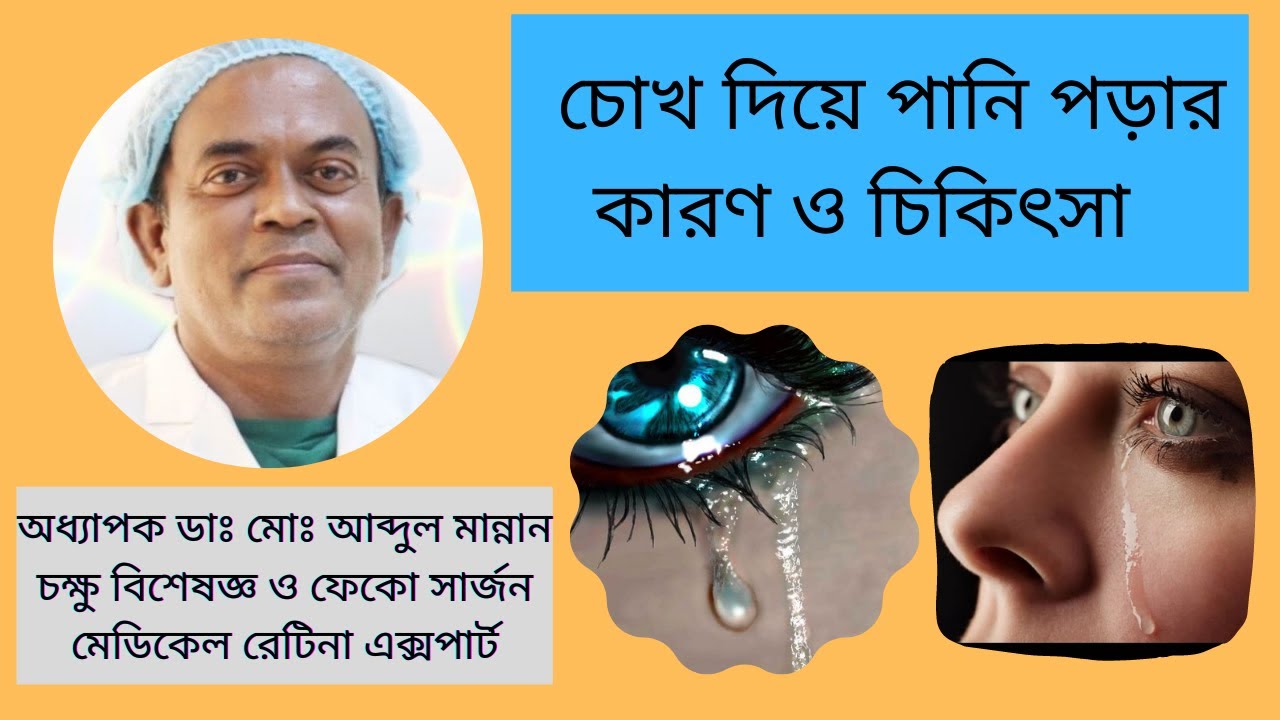 চোখ দিয়ে পানি পড়ার
কারণ ও চিকিৎসা
অধ্যাপক ডাঃ মোঃ আব্দুল মান্নান
চক্ষু বিশেষজ্ঞ ও ফেকো সার্জন
মেডিকেল রেটিনা এক্সপার্ট